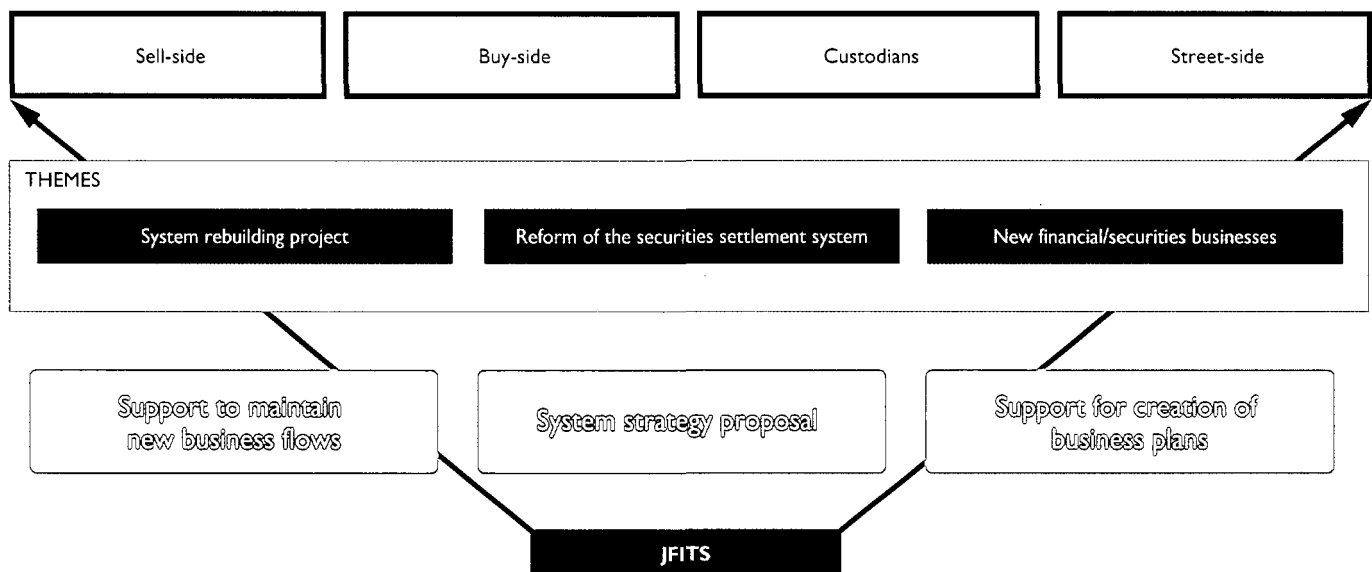 Sell-side
Buy-side
Custodians
Street-side
THEMES
System rebuilding project
Reform of the securities settlement system
New financial/securities businesses
Support to maintain
new business flows
System strategy proposal
Support for creation of
business plans
JFITS